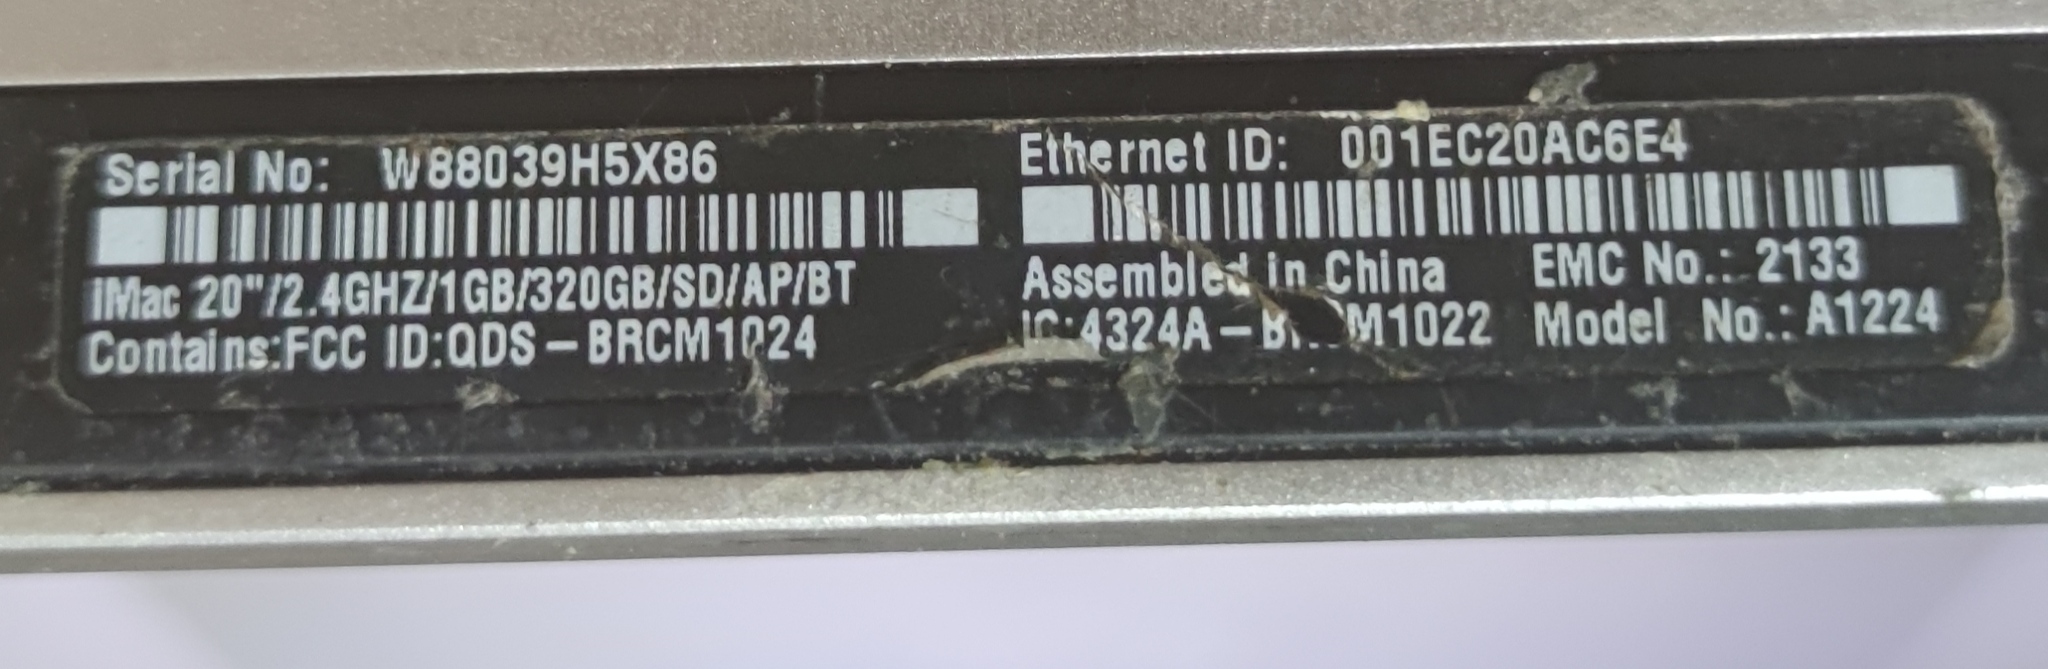 Serial No: W88039H5X86
Ethernet ID: 001EC20AC6E4
iMac 20"/2.4GHZ/1GB/320GB/SD/AP/BT
Contains:FCC ID:QDS-BRCM1024
Assembled in China
EMC No.: 2133
IC:4324A-BRCM1022
Model No.: A1224